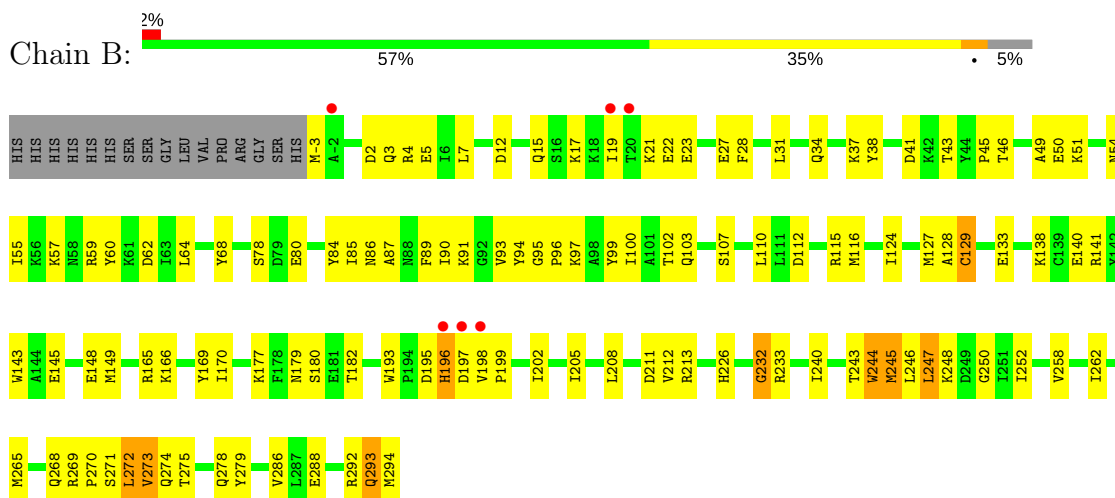 2%
Chain B:
57% 35% • 5%
HIS HIS HIS HIS HIS HIS SER SER GLY LEU VAL PRO ARG GLY SER HIS M-3 A-2 D2 Q3 R4 E5 I6 L7 D12 Q15 S16 K17 K18 I19 T20 K21 E22 E23 E27 F28 L31 Q34 K37 Y38 D41 K42 T43 Y44 P45 T46 A49 E50 K51 N54
I55 K56 K57 N58 R59 Y60 K61 D62 I63 L64 Y68 S78 D79 E80 Y84 I85 N86 A87 N88 F89 I90 K91 G92 V93 Y94 G95 P96 K97 A98 Y99 I100 A101 T102 Q103 S107 L110 L111 D112 R115 M116 I124 M127 A128 C129 E133 K138 C139 E140 R141 Y142
W143 A144 E145 E148 M149 R165 K166 Y169 I170 K177 F178 N179 S180 E181 T182 W193 P194 D195 H196 D197 V198 P199 I202 I205 L208 D211 V212 R213 H226 G232 R233 I240 T243 W244 M245 L246 L247 K248 D249 G250 I251 I252 V258 I262
M265 Q268 R269 P270 S271 L272 V273 Q274 T275 Q278 Y279 V286 L287 E288 R292 Q293 M294